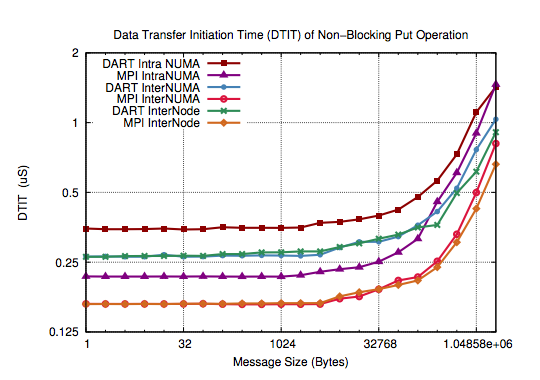 Data Transfer Initiation Time (DTIT) of Non−Blocking Put Operation
2
1
0.5
0.25
0.125
DTIT (uS)
DART Intra NUMA
MPI IntraNUMA
DART InterNUMA
MPI InterNUMA
DART InterNode
MPI InterNode
1 32 1024 32768 1.04858e+06
Message Size (Bytes)